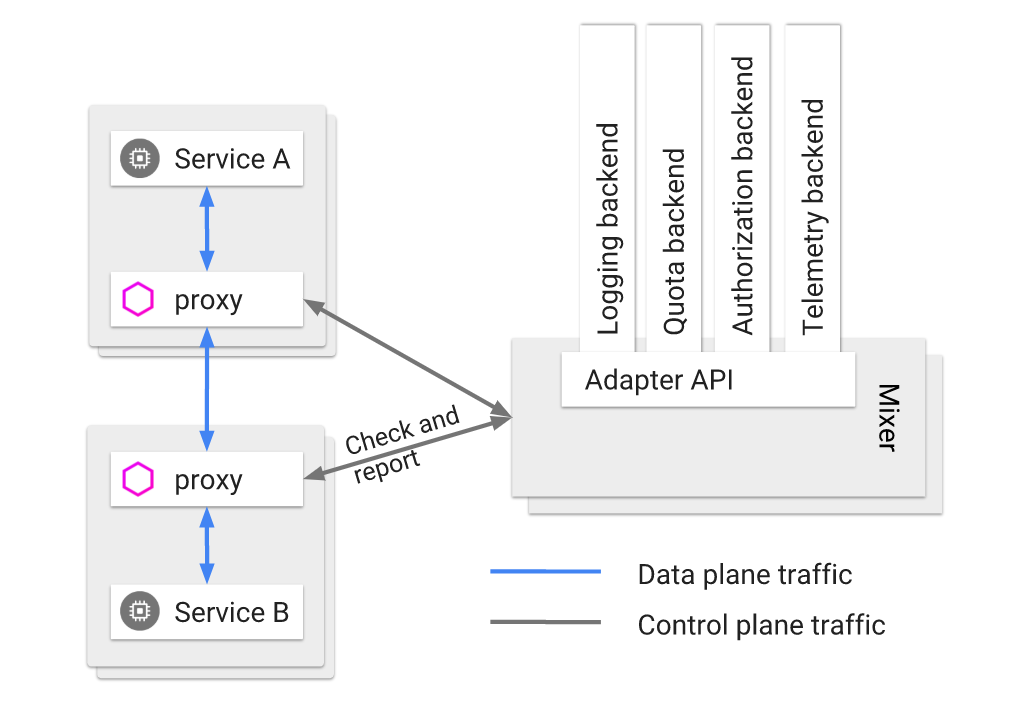 Service A
proxy
proxy
Service B
Check and
report
Logging backend
Quota backend
Authorization backend
Telemetry backend
Adapter API
Mixer
Data plane traffic
Control plane traffic